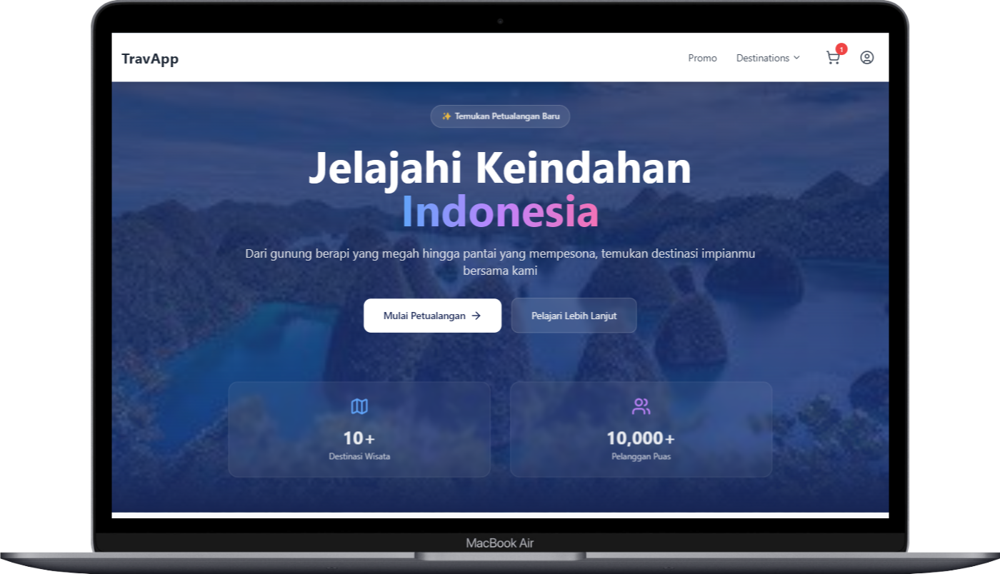 TravApp
Promo
Destinations
1
✨ Temukan Petualangan Baru
Jelajahi Keindahan
Indonesia
Dari gunung berapi yang megah hingga pantai yang mempesona, temukan destinasi impianmu
bersama kami
Mulai Petualangan →
Pelajari Lebih Lanjut
10+
Destinasi Wisata
10,000+
Pelanggan Puas
MacBook Air